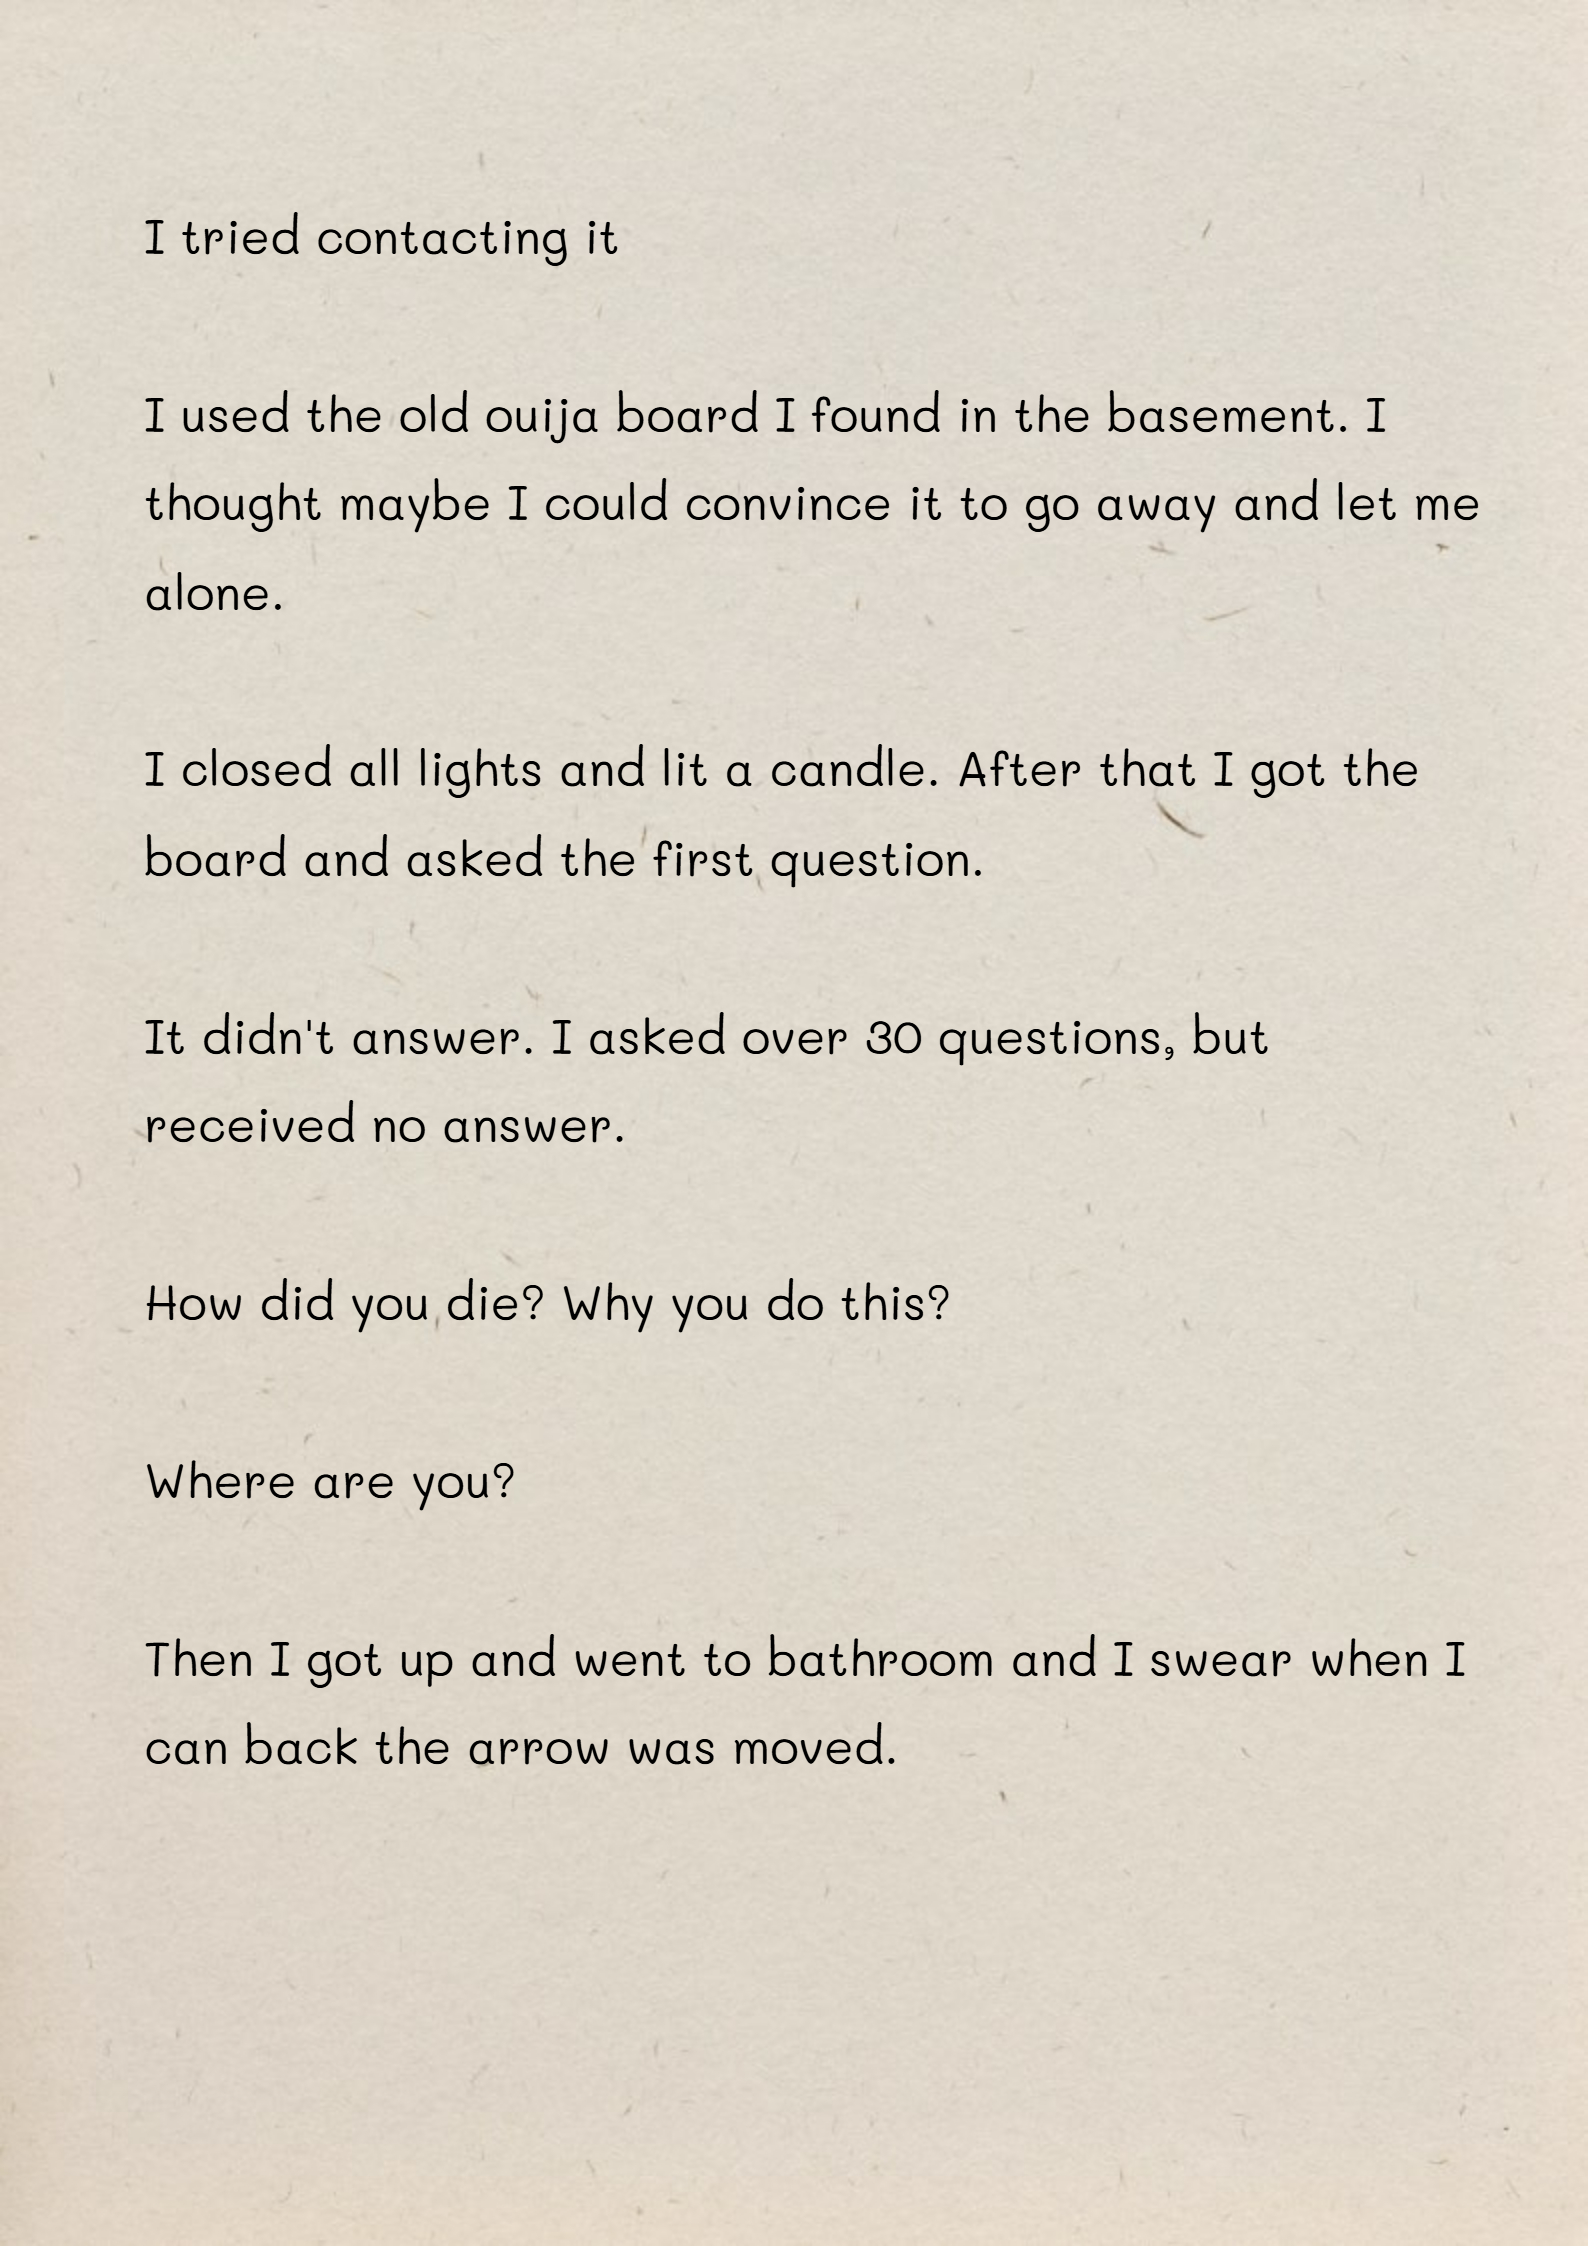 I tried contacting it
I used the old ouija board I found in the basement. I
thought maybe I could convince it to go away and let me
alone.
I closed all lights and lit a candle. After that I got the
board and asked the first question.
It didn't answer. I asked over 30 questions, but
received no answer.
How did you die? Why you do this?
Where are you?
Then I got up and went to bathroom and I swear when I
can back the arrow was moved.